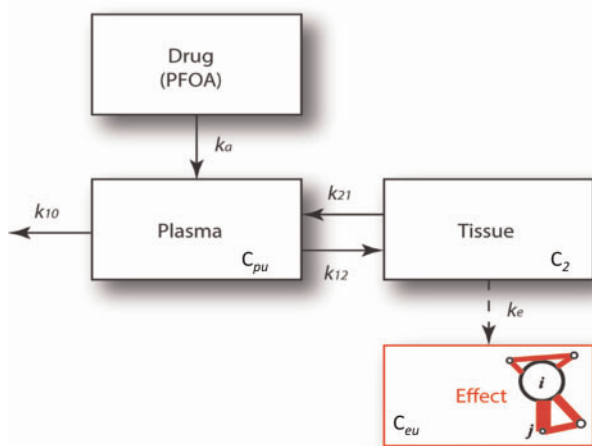 Drug
(PFOA)
ka
k10
Plasma
Cpu
k21
k12
Tissue
C2
ke
Effect
Ceu
i
j